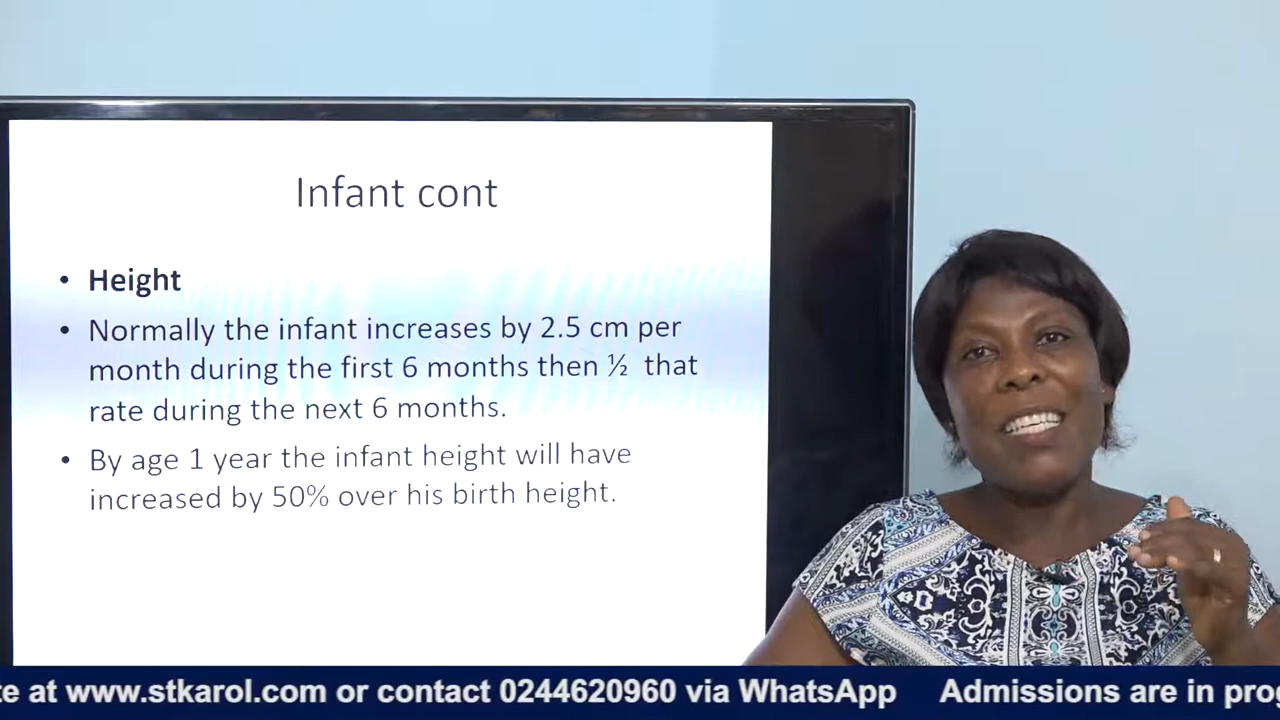 Infant cont
• Height
• Normally the infant increases by 2.5 cm per
month during the first 6 months then ½ that
rate during the next 6 months.
• By age 1 year the infant height will have
increased by 50% over his birth height.
at www.stkarol.com or contact 0244620960 via WhatsApp Admissions are in